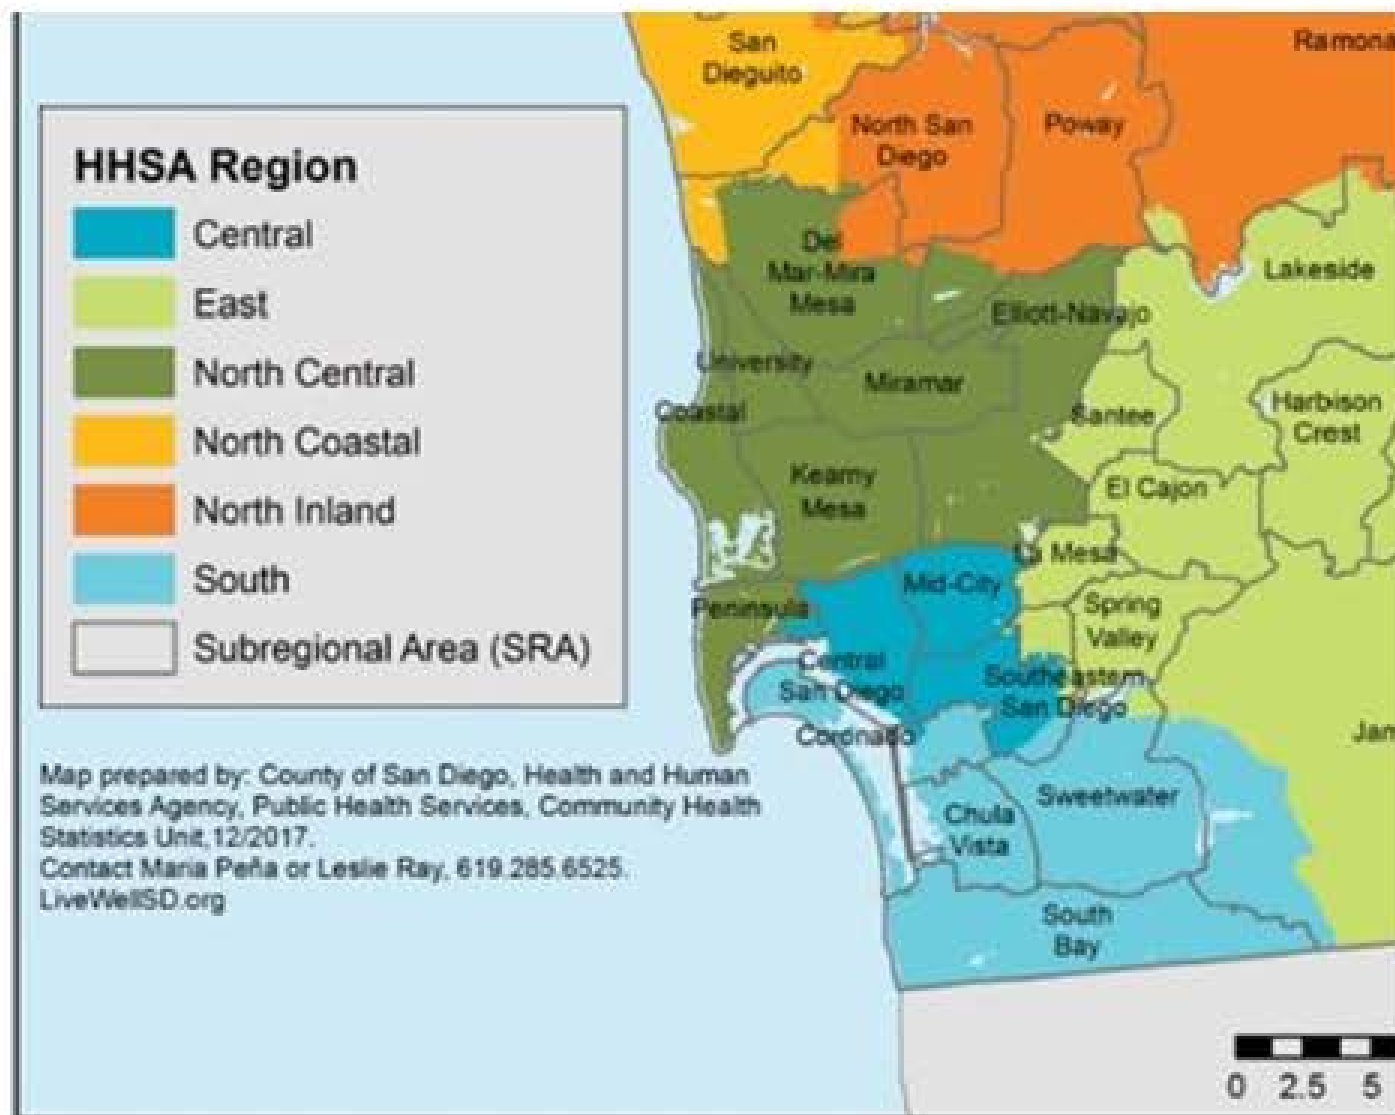 San
Dieguito
Ramona
North San
Diego
Poway
HHSA Region
Central
East
North Central
North Coastal
North Inland
South
Subregional Area (SRA)
Del
Mar-Mira
Mesa
Lakeside
Elliott-Navajo
University
Miramar
Coastal
Santee
Harbison
Crest
Kearny
Mesa
El Cajon
La Mesa
Mid-City
Peninsula
Spring
Valley
Central
San Diego
Southeastern
San Diego
Coronado
Jam
Sweetwater
Chula
Vista
South
Bay
Map prepared by: County of San Diego, Health and Human
Services Agency, Public Health Services, Community Health
Statistics Unit,12/2017.
Contact Maria Peña or Leslie Ray, 619.285.6525.
LiveWellSD.org
0 2.5 5